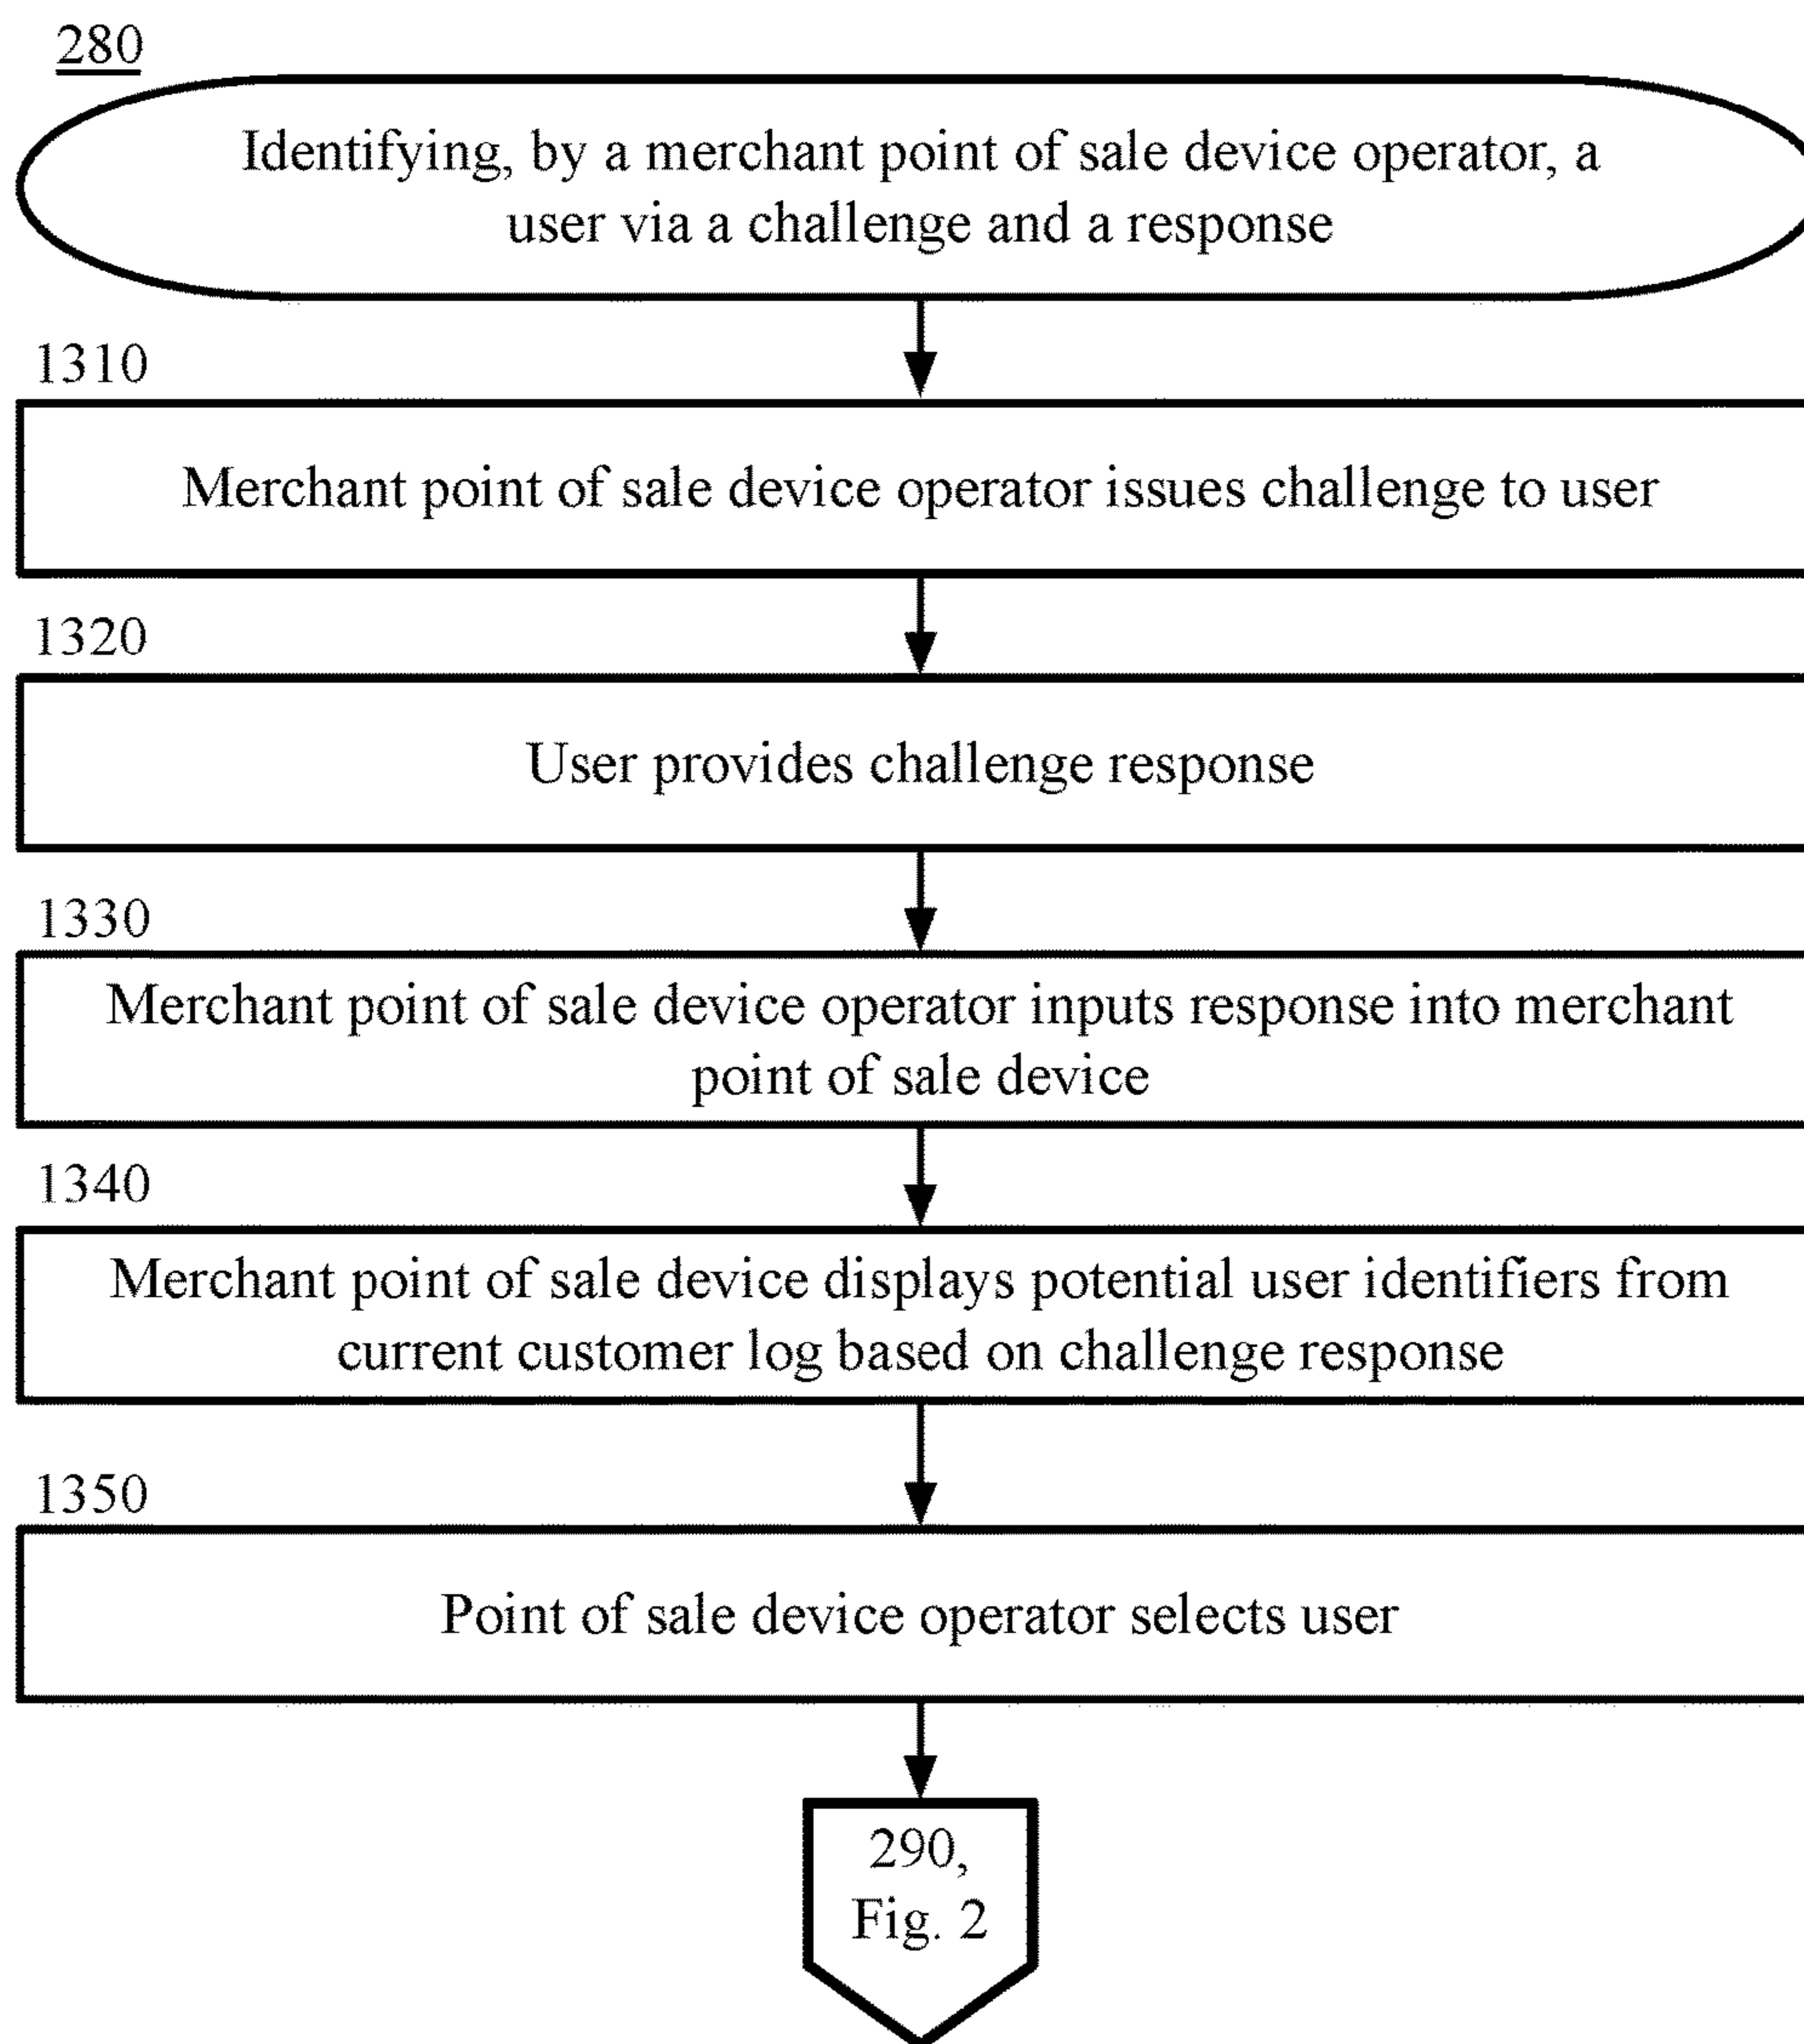 280
Identifying, by a merchant point of sale device operator, a
user via a challenge and a response
1310
Merchant point of sale device operator issues challenge to user
1320
User provides challenge response
1330
Merchant point of sale device operator inputs response into merchant
point of sale device
1340
Merchant point of sale device displays potential user identifiers from
current customer log based on challenge response
1350
Point of sale device operator selects user
290,
Fig. 2